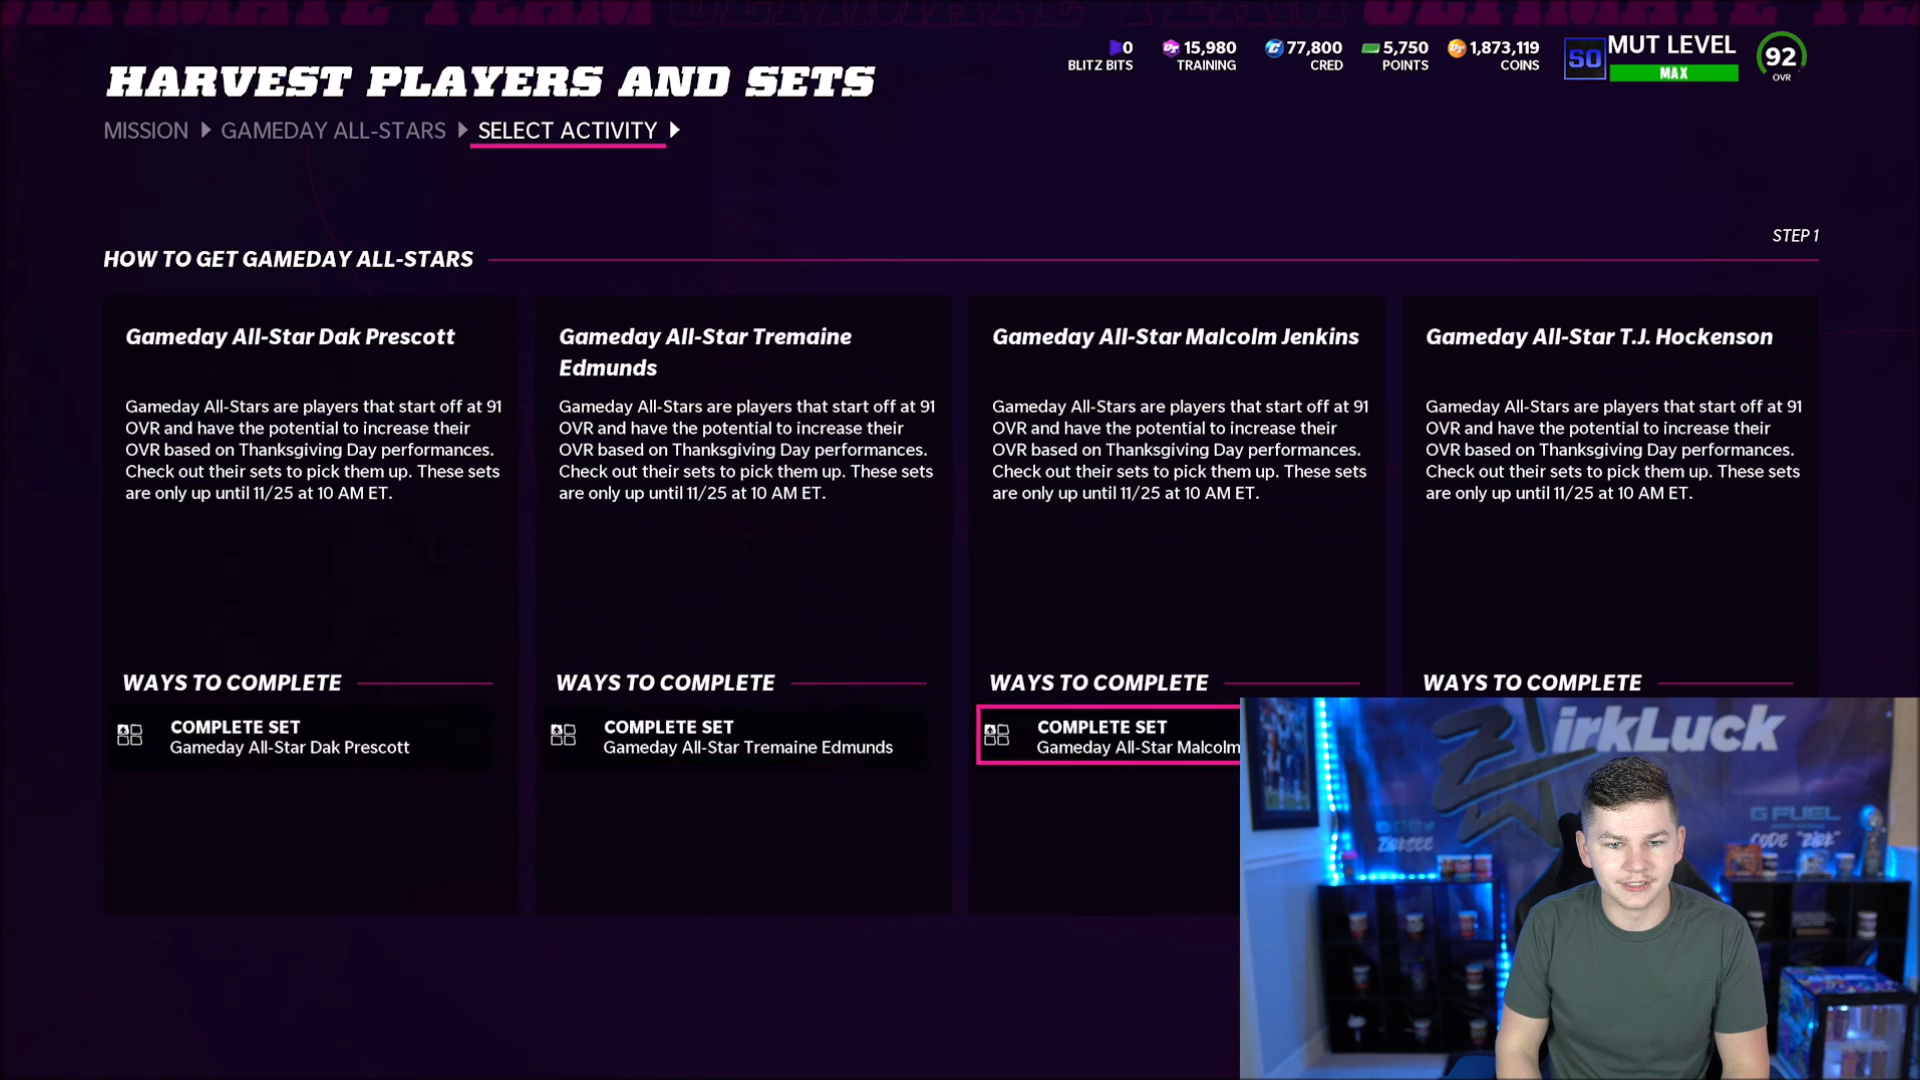 ULTIMATE TEAM ULTIMATE TEAM ULTIMATE TE
0
BLITZ BITS
15,980
TRAINING
77,800
CRED
5,750
POINTS
1,873,119
COINS
50
MUT LEVEL
MAX
92
OVR
HARVEST PLAYERS AND SETS
MISSION GAMEDAY ALL-STARS SELECT ACTIVITY
STEP 1
HOW TO GET GAMEDAY ALL-STARS
Gameday All-Star Dak Prescott
Gameday All-Stars are players that start off at 91
OVR and have the potential to increase their
OVR based on Thanksgiving Day performances.
Check out their sets to pick them up. These sets
are only up until 11/25 at 10 AM ET.
WAYS TO COMPLETE
COMPLETE SET
Gameday All-Star Dak Prescott
Gameday All-Star Tremaine
Edmunds
Gameday All-Stars are players that start off at 91
OVR and have the potential to increase their
OVR based on Thanksgiving Day performances.
Check out their sets to pick them up. These sets
are only up until 11/25 at 10 AM ET.
WAYS TO COMPLETE
COMPLETE SET
Gameday All-Star Tremaine Edmunds
Gameday All-Star Malcolm Jenkins
Gameday All-Stars are players that start off at 91
OVR and have the potential to increase their
OVR based on Thanksgiving Day performances.
Check out their sets to pick them up. These sets
are only up until 11/25 at 10 AM ET.
WAYS TO COMPLETE
COMPLETE SET
Gameday All-Star Malcolm
Gameday All-Star T.J. Hockenson
Gameday All-Stars are players that start off at 91
OVR and have the potential to increase their
OVR based on Thanksgiving Day performances.
Check out their sets to pick them up. These sets
are only up until 11/25 at 10 AM ET.
WAYS TO COMPLETE
irkLuck
G FUEL
CODE "ZIRK"
ZIRKSEE